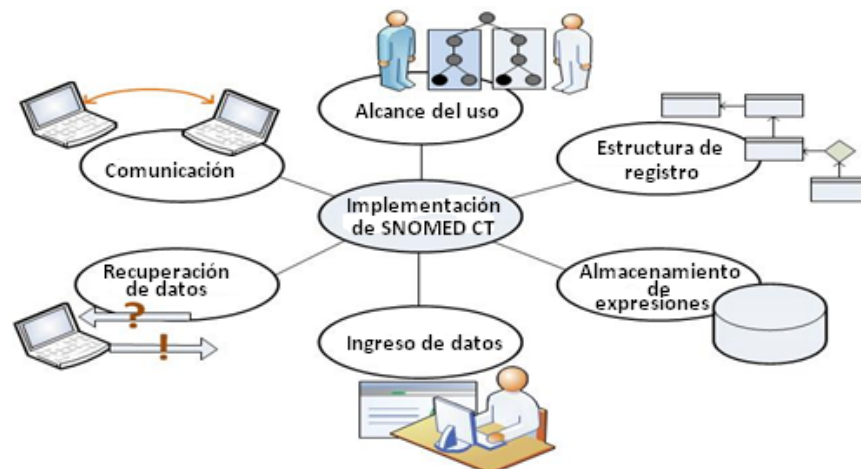 Alcance del uso
Comunicación
Estructura de
registro
Implementación
de SNOMED CT
Recuperación
de datos
Almacenamiento
de
expresiones
Ingreso de datos
?
!